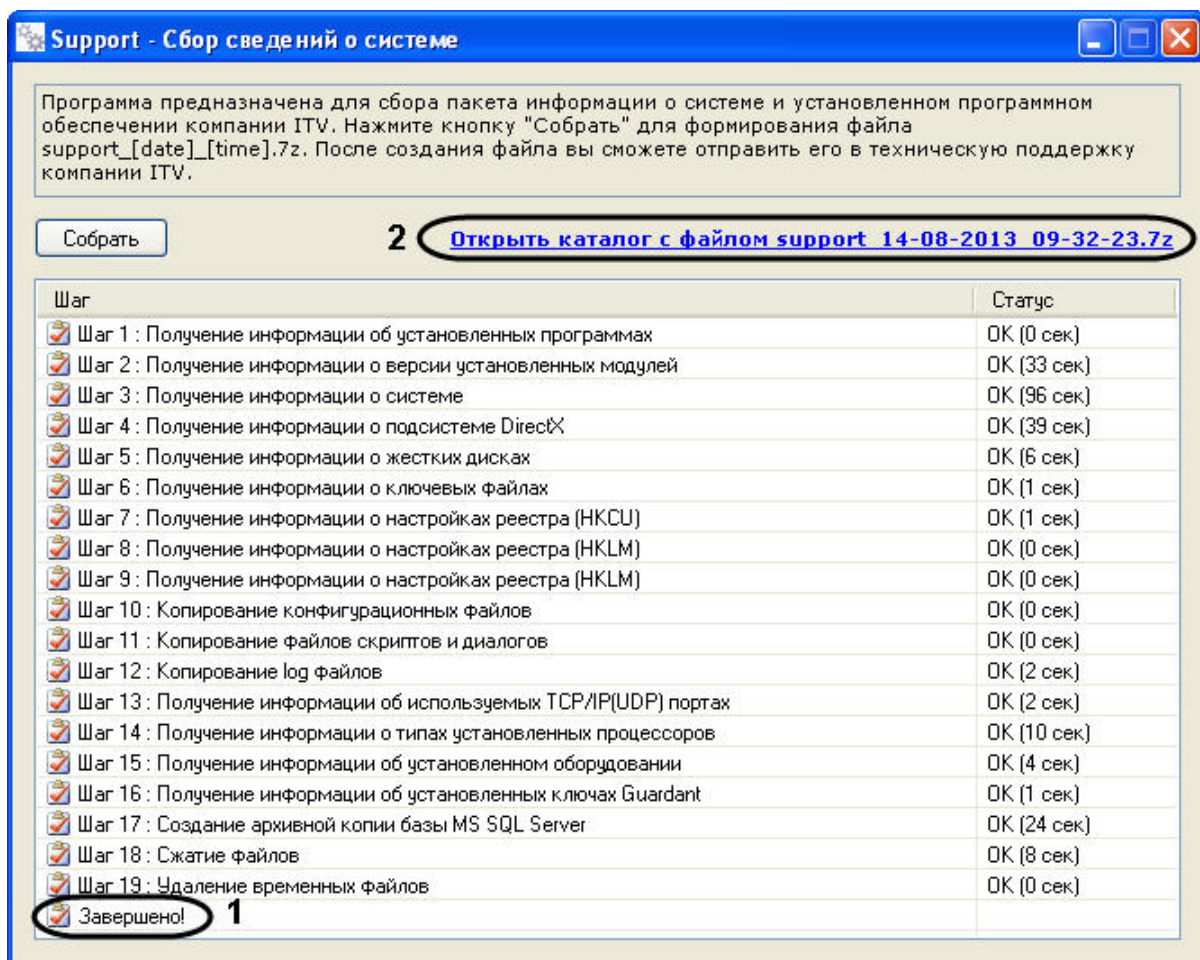 Support - Сбор сведений о системе
Программа предназначена для сбора пакета информации о системе и установленном программном
обеспечении компании ITV. Нажмите кнопку "Собрать" для формирования файла
support_[date]_[time].7z. После создания файла вы сможете отправить его в техническую поддержку
компании ITV.
Собрать 2 Открыть каталог с файлом support_14-08-2013_09-32-23.7z
Шаг Статус
Шаг 1 : Получение информации об установленных программах OK (0 сек)
Шаг 2 : Получение информации о версии установленных модулей OK (33 сек)
Шаг 3 : Получение информации о системе OK (96 сек)
Шаг 4 : Получение информации о подсистеме DirectX OK (39 сек)
Шаг 5 : Получение информации о жестких дисках OK (6 сек)
Шаг 6 : Получение информации о ключевых файлах OK (1 сек)
Шаг 7 : Получение информации о настройках реестра (HKCU) OK (1 сек)
Шаг 8 : Получение информации о настройках реестра (HKLM) OK (0 сек)
Шаг 9 : Получение информации о настройках реестра (HKLM) OK (0 сек)
Шаг 10 : Копирование конфигурационных файлов OK (0 сек)
Шаг 11 : Копирование файлов скриптов и диалогов OK (0 сек)
Шаг 12 : Копирование log файлов OK (2 сек)
Шаг 13 : Получение информации об используемых TCP/IP(UDP) портах OK (2 сек)
Шаг 14 : Получение информации о типах установленных процессоров OK (10 сек)
Шаг 15 : Получение информации об установленном оборудовании OK (4 сек)
Шаг 16 : Получение информации об установленных ключах Guardant OK (1 сек)
Шаг 17 : Создание архивной копии базы MS SQL Server OK (24 сек)
Шаг 18 : Сжатие файлов OK (8 сек)
Шаг 19 : Удаление временных файлов OK (0 сек)
Завершено! 1